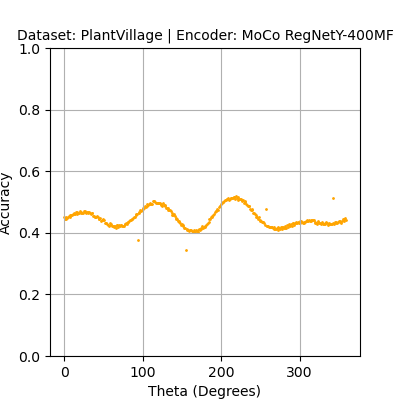 Dataset: PlantVillage | Encoder: MoCo RegNetY-400MF
1.0
0.8
0.6
0.4
0.2
0.0
Accuracy
0 100 200 300
Theta (Degrees)